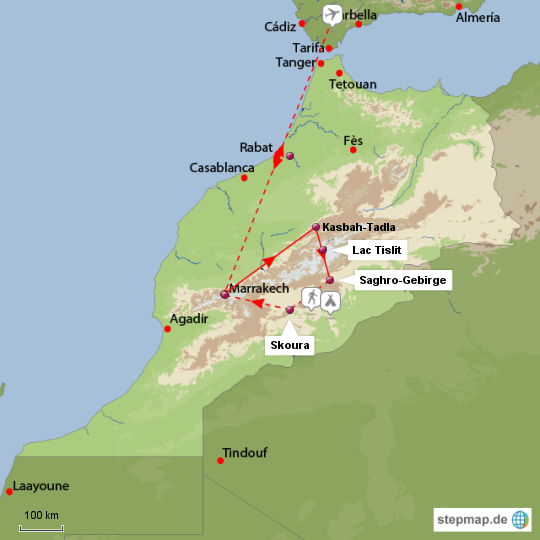 Cádiz
rbella
Almería
Tarifa
Tanger
Tetouan
Rabat
Fès
Casablanca
Kasbah-Tadla
Lac Tislit
Saghro-Gebirge
Marrakech
Agadir
Skoura
Tindouf
Laayoune
100 km
stepmap.de